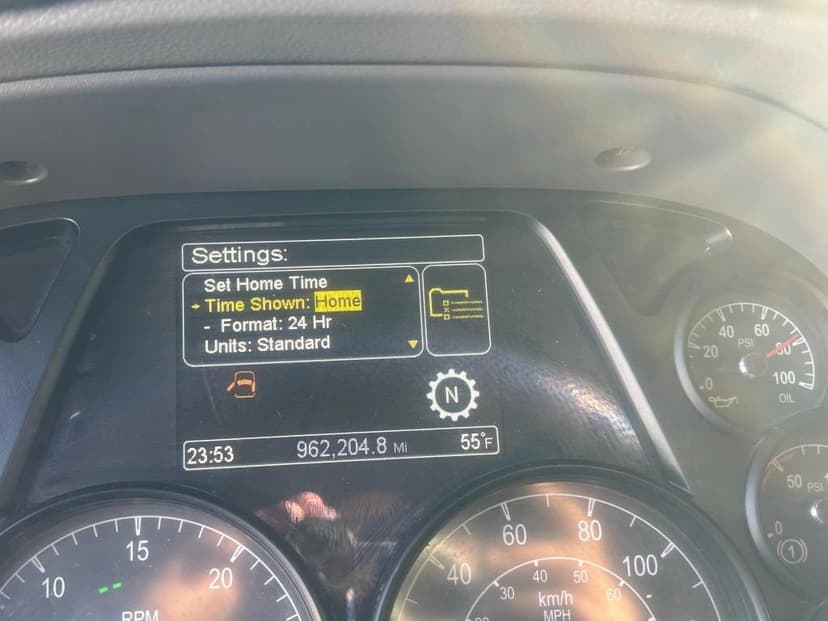 Settings:
Set Home Time
Time Shown: Home
- Format: 24 Hr
Units: Standard
N
23:53 962,204.8 Mi 55°F
0 20 40 60 80 100
PSI
OIL
0 50
PSI
1
10 15 20
RPM
40 60 80 100
30 40 50 60
km/h
MPH